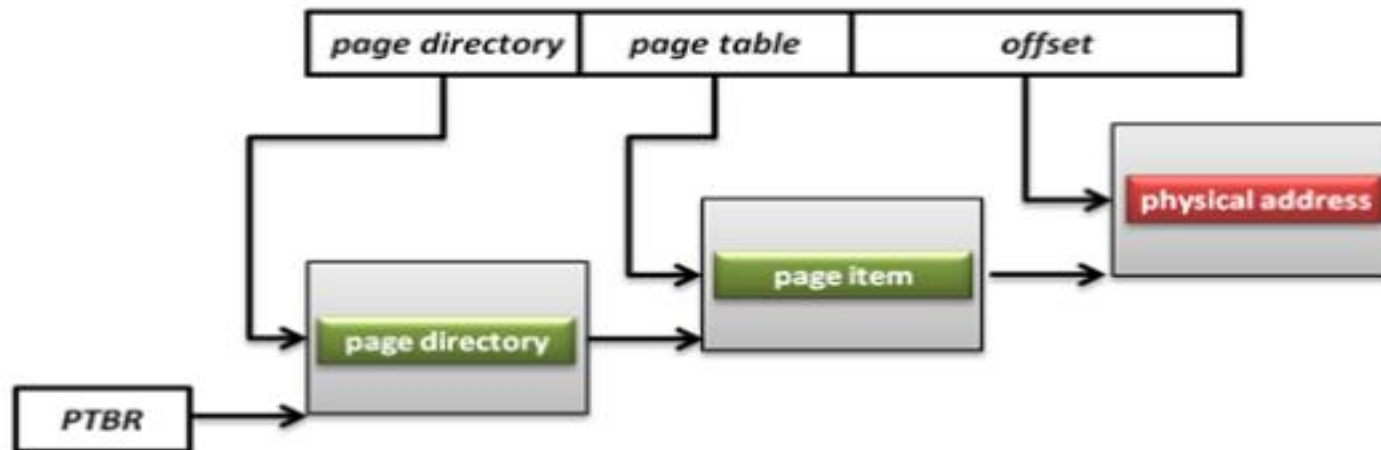 page directory page table offset
physical address
page item
page directory
PTBR